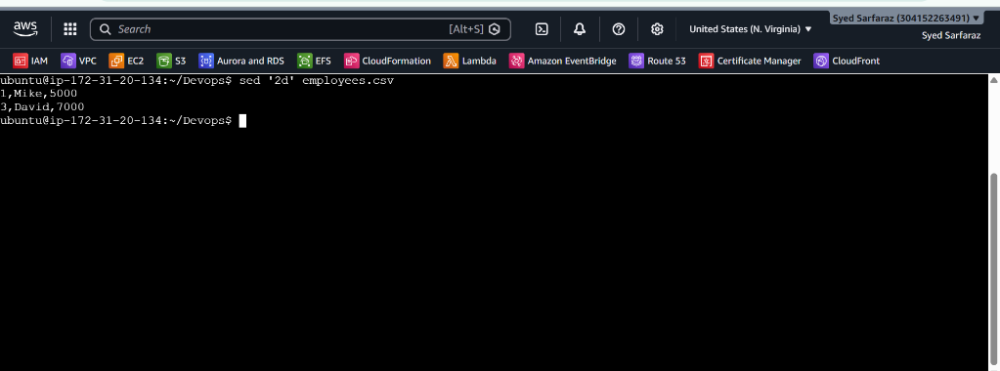 aws
Search
[Alt+S]
United States (N. Virginia) ▼
Syed Sarfaraz (304152263491) ▼
Syed Sarfaraz
IAM VPC EC2 S3 Aurora and RDS EFS CloudFormation Lambda Amazon EventBridge Route 53 Certificate Manager CloudFront
ubuntu@ip-172-31-20-134:~/Devops$ sed '2d' employees.csv
1,Mike,5000
3,David,7000
ubuntu@ip-172-31-20-134:~/Devops$